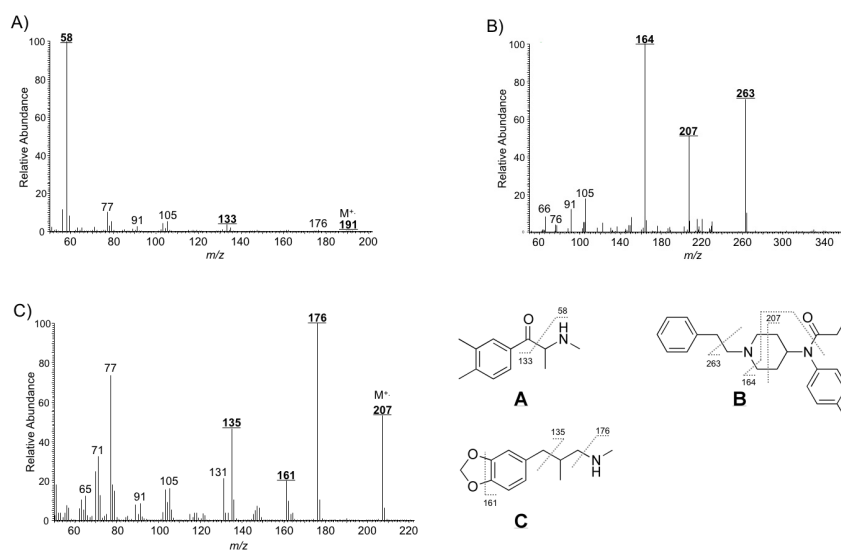 A)
58
100
80
60
40
20
0
Relative Abundance
77
91
105
133
176
M+.
191
60 80 100 120 140 160 180 200
m/z
B)
164
263
207
100
80
60
40
20
0
Relative Abundance
66
76
91
105
60 100 140 180 220 260 300 340
m/z
C)
176
100
80
60
40
20
0
Relative Abundance
77
M+.
207
135
71
65
91
105
131
161
60 80 100 120 140 160 180 200 220
m/z
O
58
H
N
133
A
207
O
N
N
263
164
B
135
176
O
O
N
H
161
C